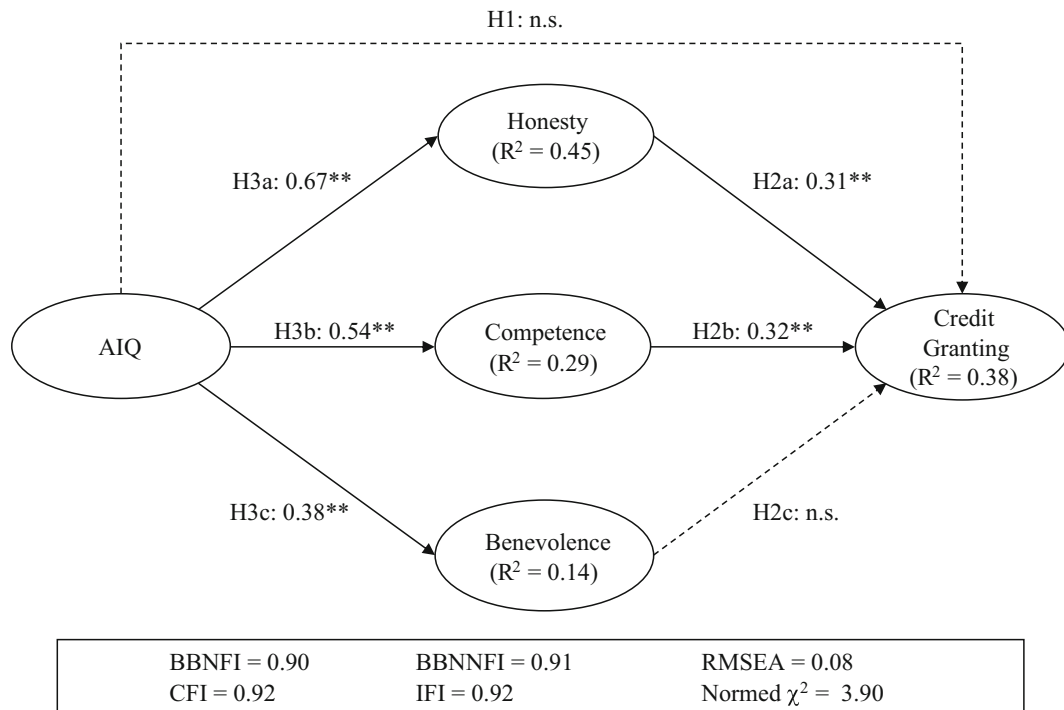 H1: n.s.
Honesty
(R² = 0.45)
H3a: 0.67**
H2a: 0.31**
AIQ
H3b: 0.54**
Competence
(R² = 0.29)
H2b: 0.32**
Credit
Granting
(R² = 0.38)
H3c: 0.38**
H2c: n.s.
Benevolence
(R² = 0.14)
BBNFI = 0.90 BBNNFI = 0.91 RMSEA = 0.08
CFI = 0.92 IFI = 0.92 Normed χ² = 3.90